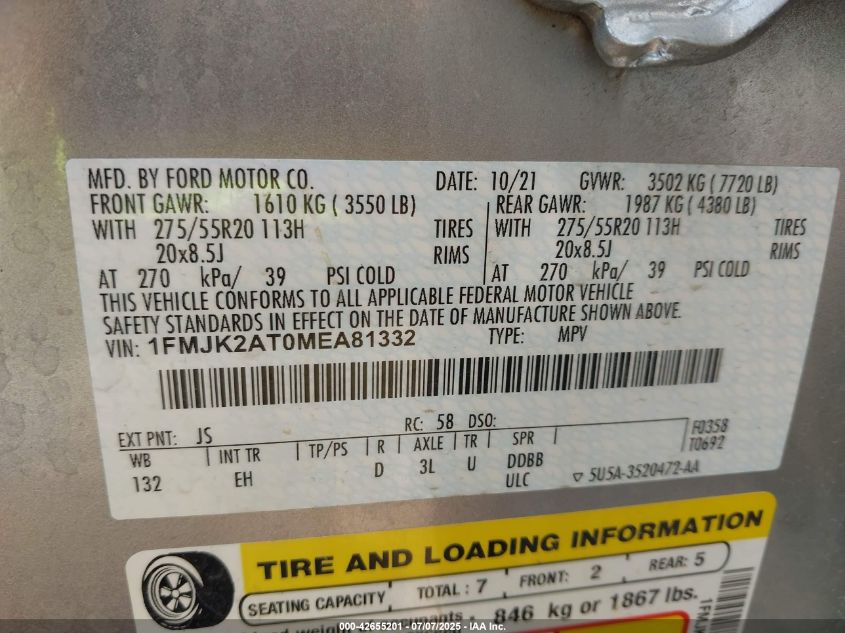 MFD. BY FORD MOTOR CO. DATE: 10/21 GVWR: 3502 KG ( 7720 LB)
FRONT GAWR: 1610 KG ( 3550 LB) REAR GAWR: 1987 KG ( 4380 LB)
WITH 275/55R20 113H TIRES WITH 275/55R20 113H TIRES
20x8.5J RIMS 20x8.5J RIMS
AT 270 kPa/ 39 PSI COLD AT 270 kPa/ 39 PSI COLD
THIS VEHICLE CONFORMS TO ALL APPLICABLE FEDERAL MOTOR VEHICLE
SAFETY STANDARDS IN EFFECT ON THE DATE OF MANUFACTURE SHOWN ABOVE.
VIN: 1FMJK2AT0MEA81332 TYPE: MPV
EXT PNT: JS RC: 58 DSO: F0358
WB INT TR TP/PS R AXLE TR SPR T0692
132 EH D 3L U DDBB
ULC 5U5A-3520472-AA
TIRE AND LOADING INFORMATION
SEATING CAPACITY TOTAL : 7 FRONT: 2 REAR: 5
846 kg or 1867 lbs.
000-42655201 - 07/07/2025 - IAA Inc.